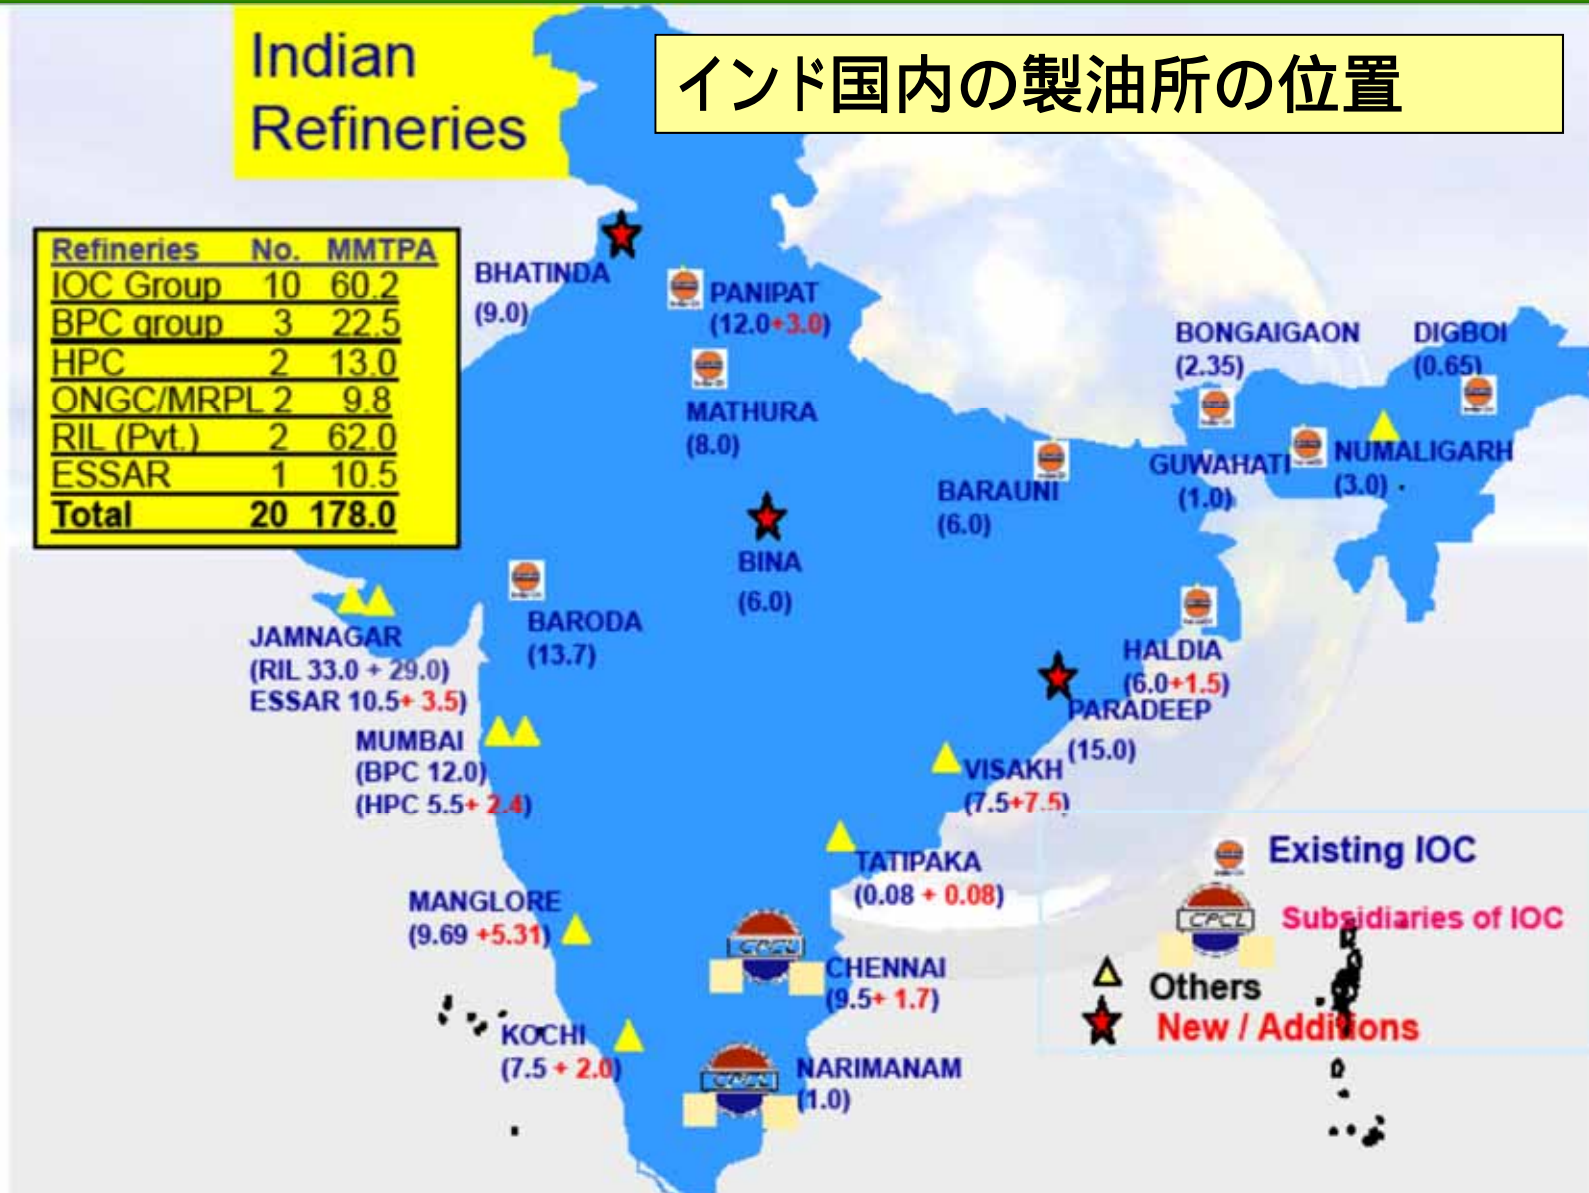 Indian
Refineries
インド国内の製油所の位置
Refineries No. MMTPA
IOC Group 10 60.2
BPC group 3 22.5
HPC 2 13.0
ONGC/MRPL 2 9.8
RIL (Pvt.) 2 62.0
ESSAR 1 10.5
Total 20 178.0
BHATINDA
(9.0)
PANIPAT
(12.0+3.0)
MATHURA
(8.0)
BONGAIGAON
(2.35)
DIGBOI
(0.65)
GUWAHATI
(1.0)
NUMALIGARH
(3.0)
BARAUNI
(6.0)
BINA
(6.0)
BARODA
(13.7)
JAMNAGAR
(RIL 33.0 + 29.0)
ESSAR 10.5+ 3.5)
HALDIA
(6.0+1.5)
PARADEEP
(15.0)
MUMBAI
(BPC 12.0)
(HPC 5.5+ 2.4)
VISAKH
(7.5+7.5)
TATIPAKA
(0.08 + 0.08)
MANGLORE
(9.69 +5.31)
CPCL
CHENNAI
(9.5+ 1.7)
KOCHI
(7.5 + 2.0)
CPCL
NARIMANAM
(1.0)
Existing IOC
CPCL
Subsidiaries of IOC
Others
New / Additions